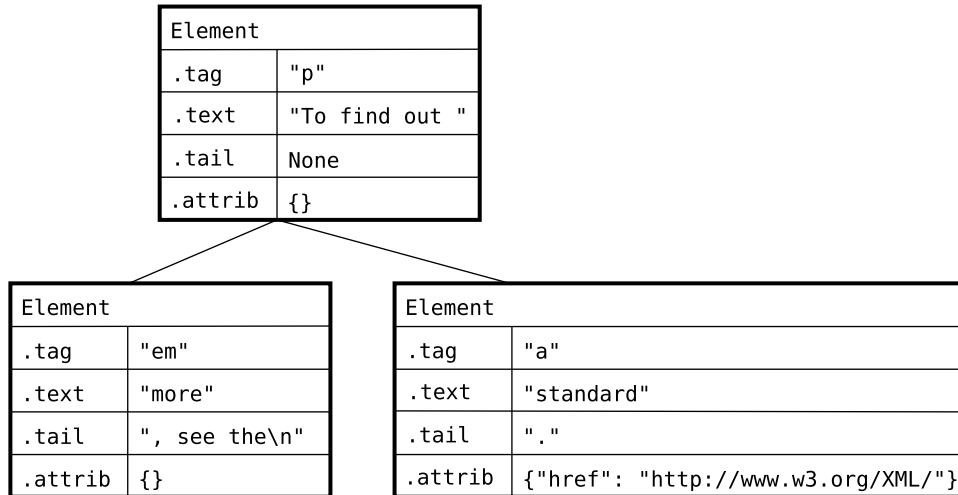 Element
.tag "p"
.text "To find out "
.tail None
.attrib {}
Element
.tag "em"
.text "more"
.tail ", see the\n"
.attrib {}
Element
.tag "a"
.text "standard"
.tail "."
.attrib {"href": "http://www.w3.org/XML/"}